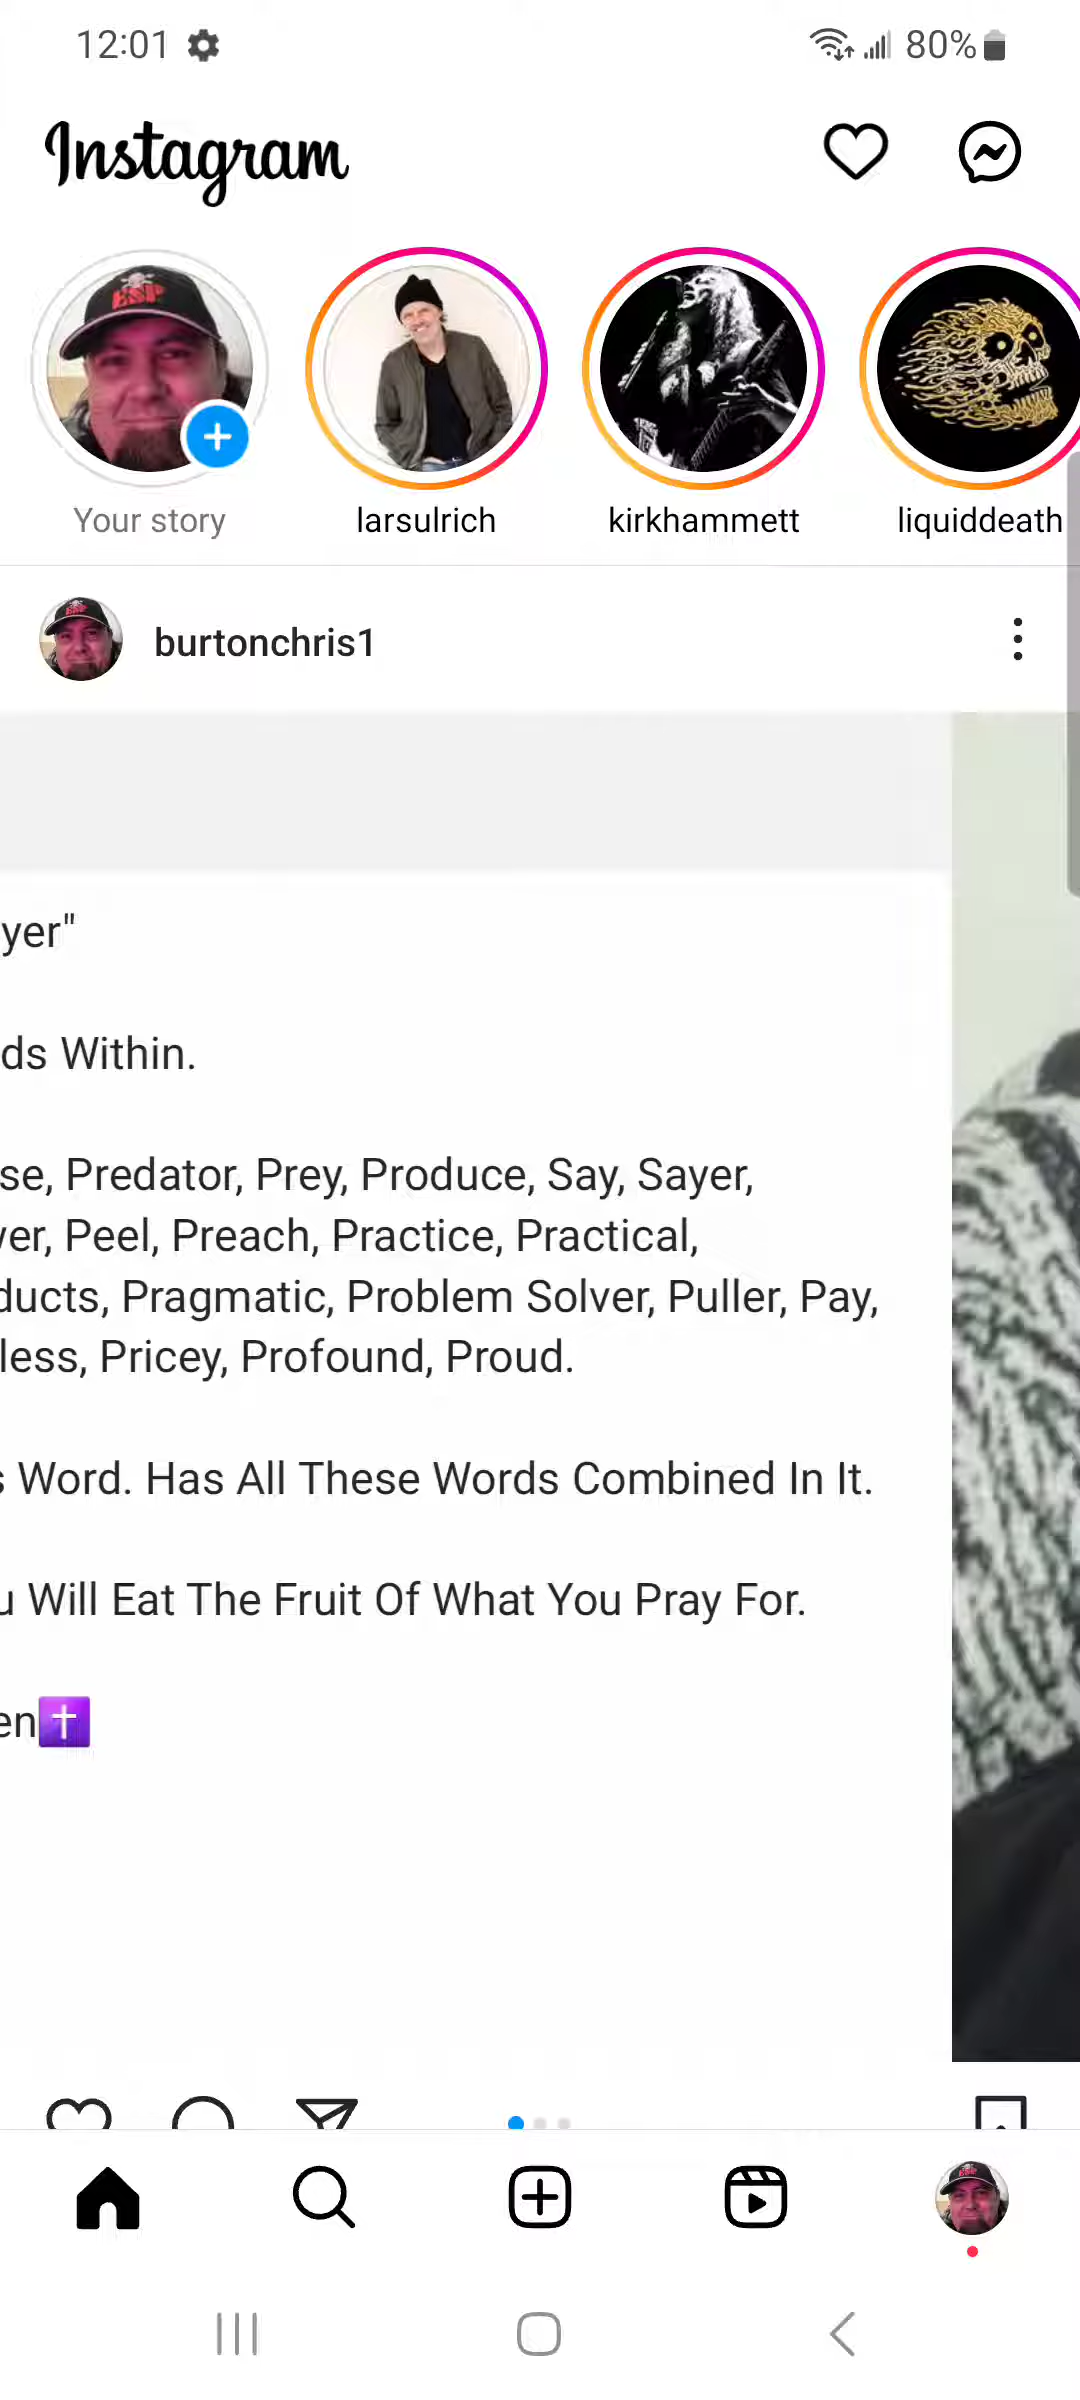 12:01 80%
Instagram
ESP
Your story larsulrich kirkhammett liquiddeath
burtonchris1
yer"
ds Within.
se, Predator, Prey, Produce, Say, Sayer,
er, Peel, Preach, Practice, Practical,
ducts, Pragmatic, Problem Solver, Puller, Pay,
less, Pricey, Profound, Proud.
s Word. Has All These Words Combined In It.
u Will Eat The Fruit Of What You Pray For.
en✝️